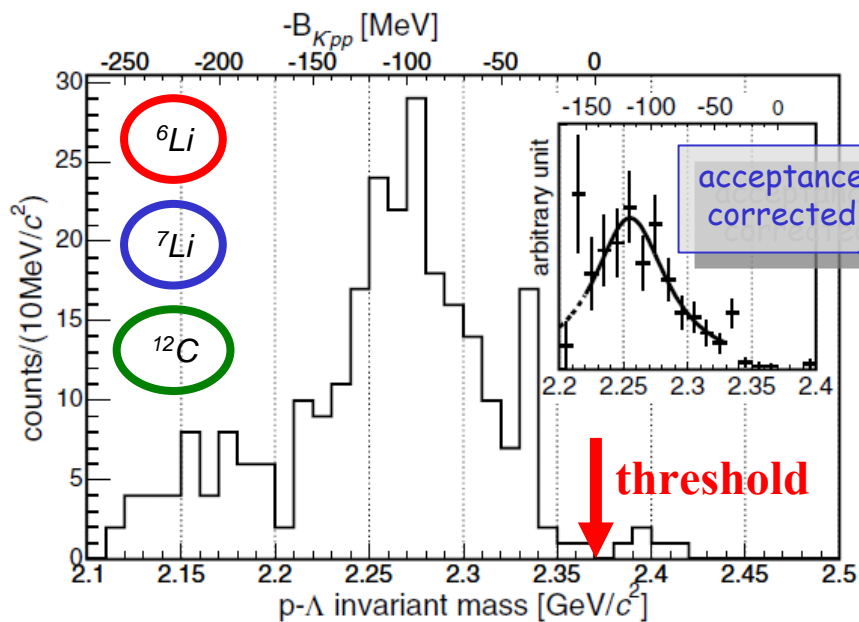 -B_{K^-pp} [MeV]
-250 -200 -150 -100 -50 0
30
25
20
15
10
5
0
counts/(10MeV/c²)
⁶Li
⁷Li
¹²C
-150 -100 -50 0
arbitrary unit
acceptance
corrected
2.2 2.25 2.3 2.35 2.4
threshold
2.1 2.15 2.2 2.25 2.3 2.35 2.4 2.45 2.5
p-Λ invariant mass [GeV/c²]